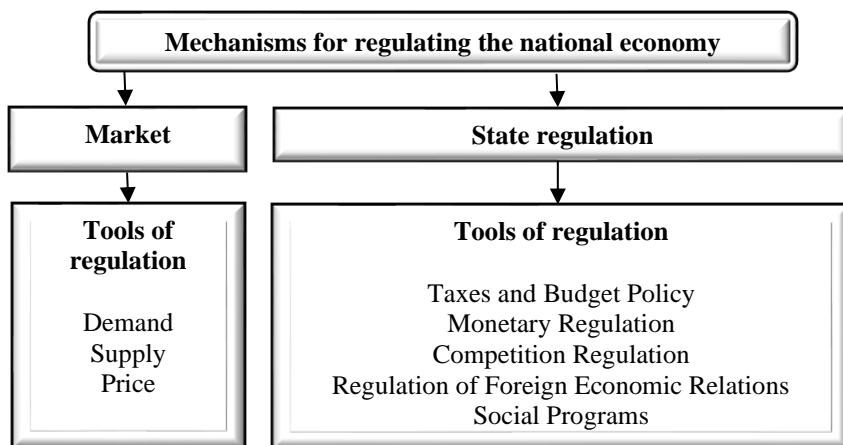 Mechanisms for regulating the national economy
Market
State regulation
Tools of
regulation
Demand
Supply
Price
Tools of regulation
Taxes and Budget Policy
Monetary Regulation
Competition Regulation
Regulation of Foreign Economic Relations
Social Programs